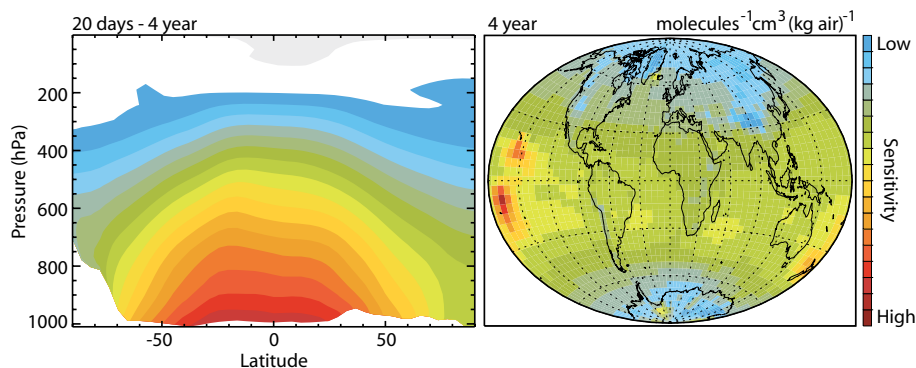 20 days - 4 year
4 year
molecules⁻¹cm³ (kg air)⁻¹
Pressure (hPa)
200
400
600
800
1000
-50
0
50
Latitude
Low
Sensitivity
High